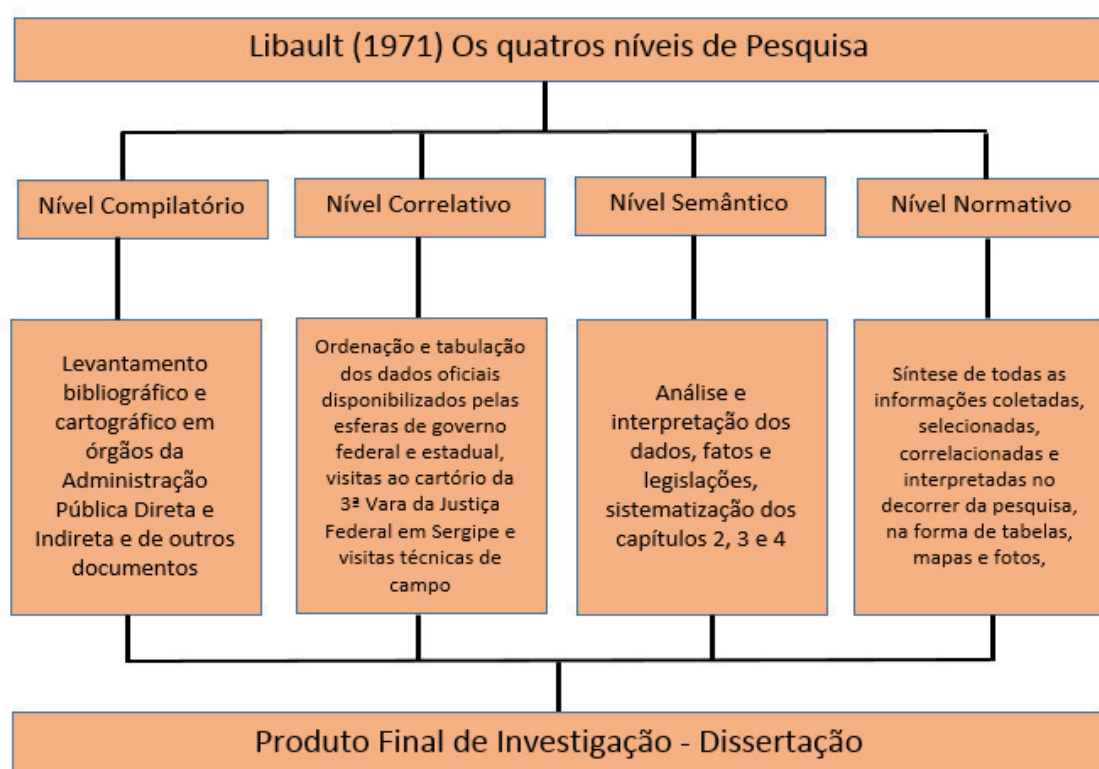 Libault (1971) Os quatros níveis de Pesquisa
Nível Compilatório
Nível Correlativo
Nível Semântico
Nível Normativo
Levantamento
bibliográfico e
cartográfico em
órgãos da
Administração
Pública Direta e
Indireta e de outros
documentos
Ordenação e tabulação
dos dados oficiais
disponibilizados pelas
esferas de governo
federal e estadual,
visitas ao cartório da
3ª Vara da Justiça
Federal em Sergipe e
visitas técnicas de
campo
Análise e
interpretação dos
dados, fatos e
legislações,
sistematização dos
capítulos 2, 3 e 4
Síntese de todas as
informações coletadas,
selecionadas,
correlacionadas e
interpretadas no
decorrer da pesquisa,
na forma de tabelas,
mapas e fotos,
Produto Final de Investigação - Dissertação